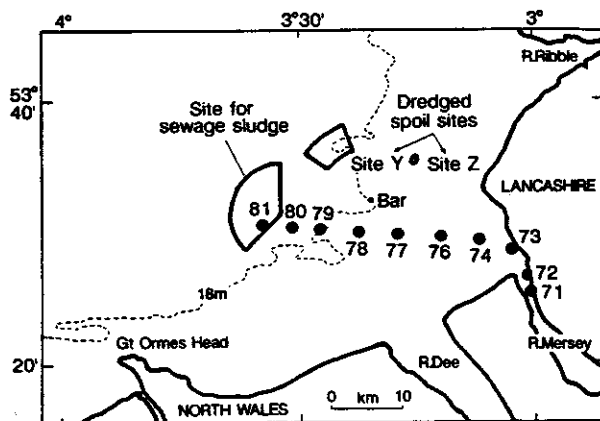 4°
3°30
3°
R.Ribble
53°
40'
Site for
sewage sludge
Dredged
spoil sites
Site Y
Site Z
LANCASHIRE
Bar
81
80
79
78
77
76
74
73
72
71
18m
Gt Ormes Head
20'
R.Dee
R.Mersey
0 km 10
NORTH WALES